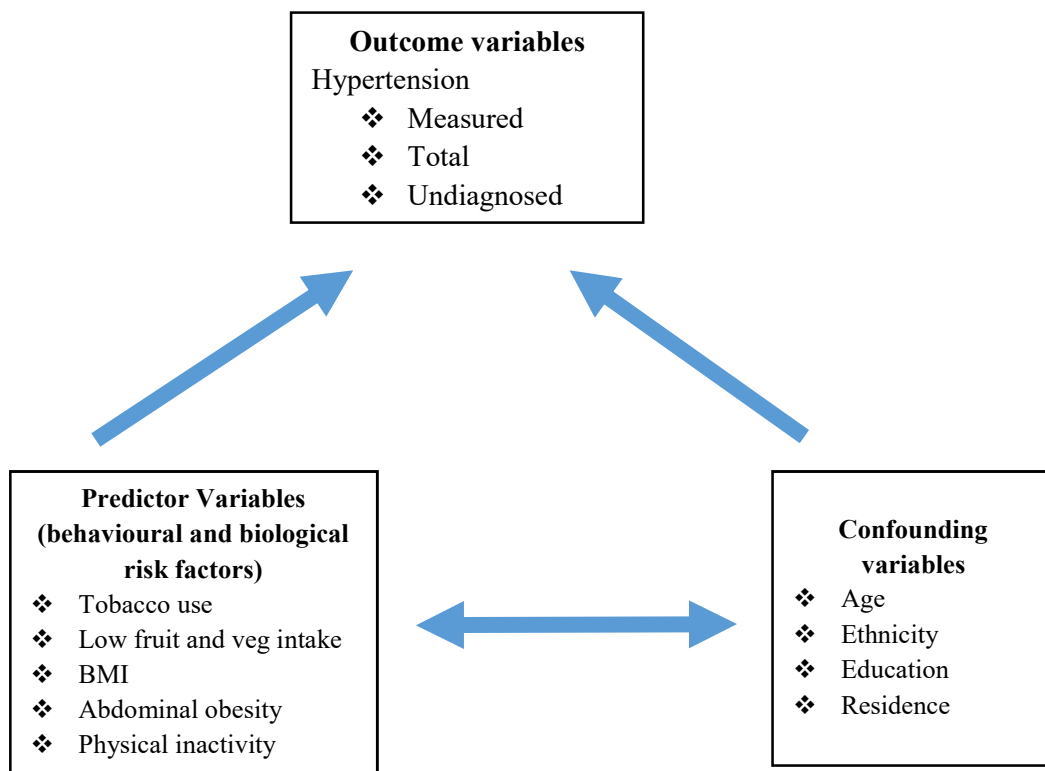 Outcome variables
Hypertension
❖ Measured
❖ Total
❖ Undiagnosed
Predictor Variables
(behavioural and biological
risk factors)
❖ Tobacco use
❖ Low fruit and veg intake
❖ BMI
❖ Abdominal obesity
❖ Physical inactivity
Confounding
variables
❖ Age
❖ Ethnicity
❖ Education
❖ Residence